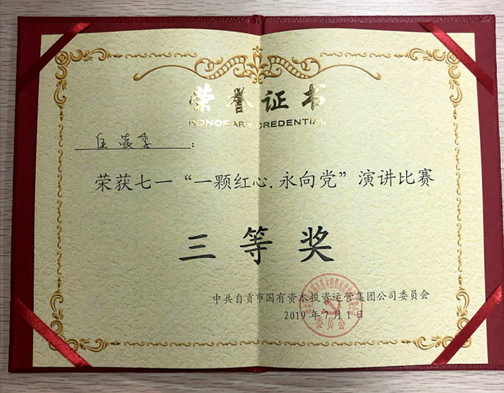 荣誉证书
HONORARY CREDENTIAL
荣获七一“一颗红心.永向党”演讲比赛
三等奖
中共自贡市国有资本投资运营集团公司委员会
2019年7月1日